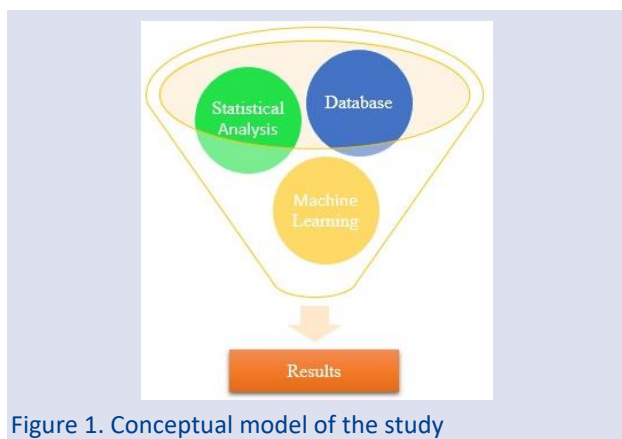 Statistical
Analysis
Database
Machine
Learning
Results
Figure 1. Conceptual model of the study